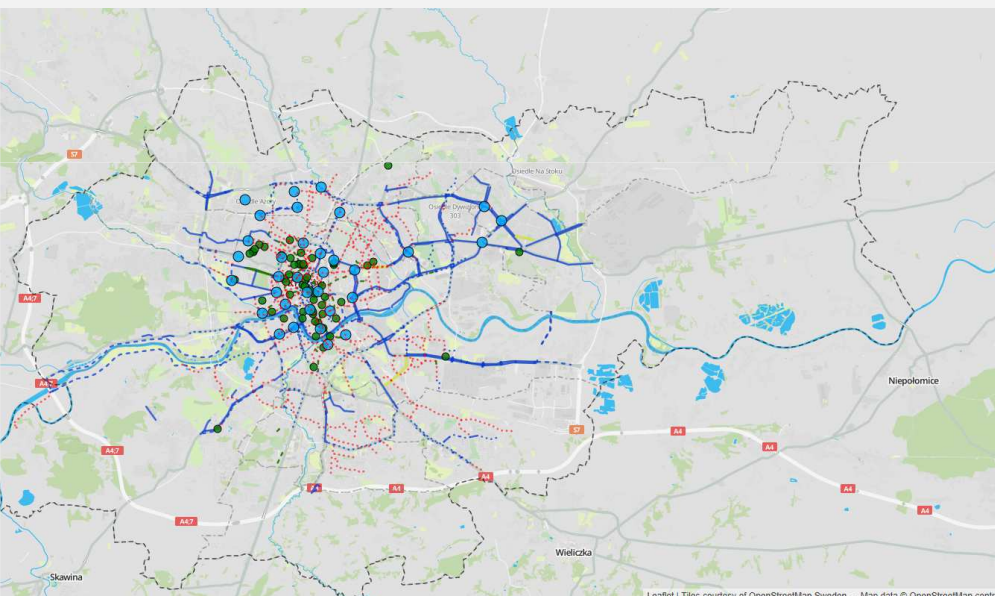 S7
Osiedle Na Stoku
Osiedle Dywizjonu
303
A4;7
Niepołomice
S7
A4
A4
A4;7
A4
A4
A4
A4
A4;7
Wieliczka
Skawina
Leaflet | Tiles courtesy of OpenStreetMap Sweden — Map data © OpenStreetMap contr